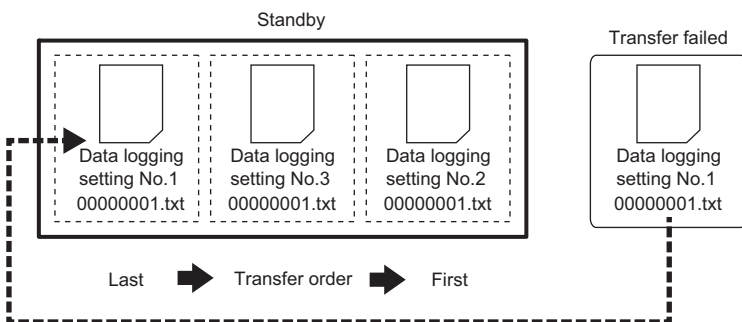 Standby
Transfer failed
Data logging
setting No.1
00000001.txt
Data logging
setting No.3
00000001.txt
Data logging
setting No.2
00000001.txt
Data logging
setting No.1
00000001.txt
Last
Transfer order
First